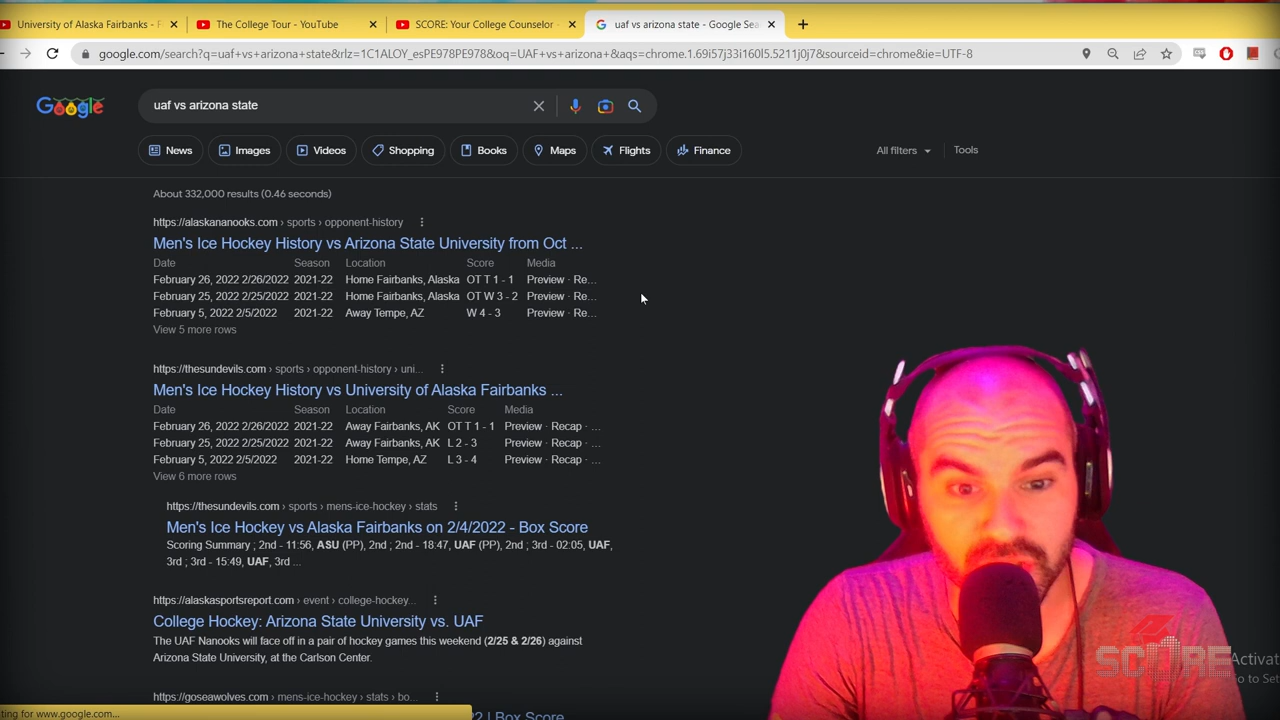 University of Alaska Fairbanks -
The College Tour - YouTube
SCORE: Your College Counselor -
uaf vs arizona state - Google Sea
google.com/search?q=uaf+vs+arizona+state&rlz=1C1ALOY_esPE978PE978&oq=UAF+vs+arizona+&aqs=chrome.1.69i57j33i160l5.5211j0j7&sourceid=chrome&ie=UTF-8
Google
uaf vs arizona state
News
Images
Videos
Shopping
Books
Maps
Flights
Finance
All filters
Tools
About 332,000 results (0.46 seconds)
https://alaskananooks.com › sports › opponent-history
Men's Ice Hockey History vs Arizona State University from Oct ...
Date Season Location Score Media
February 26, 2022 2/26/2022 2021-22 Home Fairbanks, Alaska OT T 1 - 1 Preview · Re...
February 25, 2022 2/25/2022 2021-22 Home Fairbanks, Alaska OT W 3 - 2 Preview · Re...
February 5, 2022 2/5/2022 2021-22 Away Tempe, AZ W 4 - 3 Preview · Re...
View 5 more rows
https://thesundevils.com › sports › opponent-history › uni...
Men's Ice Hockey History vs University of Alaska Fairbanks ...
Date Season Location Score Media
February 26, 2022 2/26/2022 2021-22 Away Fairbanks, AK OT T 1 - 1 Preview · Recap · ...
February 25, 2022 2/25/2022 2021-22 Away Fairbanks, AK L 2 - 3 Preview · Recap · ...
February 5, 2022 2/5/2022 2021-22 Home Tempe, AZ L 3 - 4 Preview · Recap · ...
View 6 more rows
https://thesundevils.com › sports › mens-ice-hockey › stats
Men's Ice Hockey vs Alaska Fairbanks on 2/4/2022 - Box Score
Scoring Summary ; 2nd - 11:56, ASU (PP), 2nd ; 2nd - 18:47, UAF (PP), 2nd ; 3rd - 02:05, UAF,
3rd ; 3rd - 15:49, UAF, 3rd ...
https://alaskasportsreport.com › event › college-hockey...
College Hockey: Arizona State University vs. UAF
The UAF Nanooks will face off in a pair of hockey games this weekend (2/25 & 2/26) against
Arizona State University, at the Carlson Center.
https://goseawolves.com › mens-ice-hockey › stats › bo...
2 | Box Score
ting for www.google.com...
SCORE
Activat
o to Set